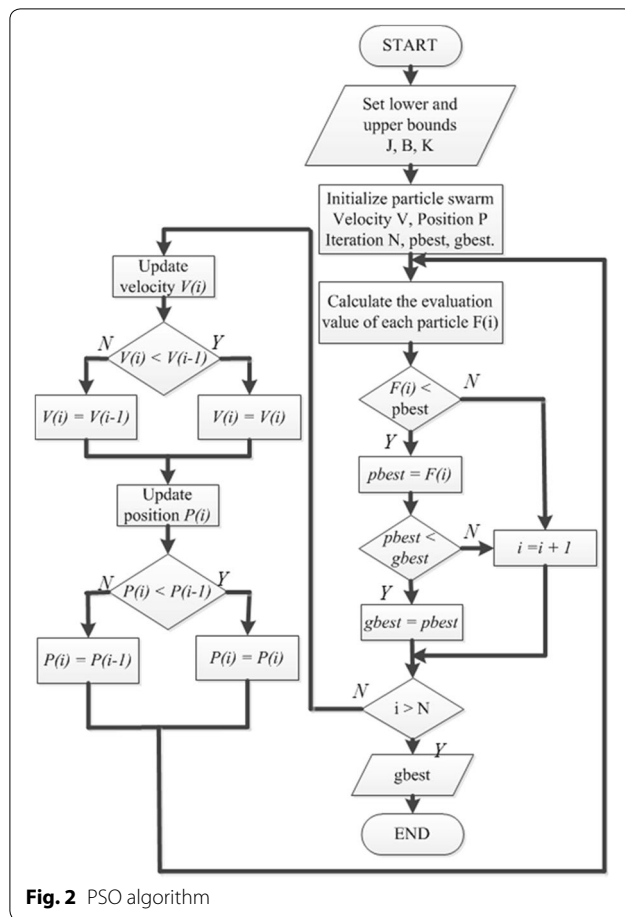 START
Set lower and
upper bounds
J, B, K
Initialize particle swarm
Velocity V, Position P
Iteration N, pbest, gbest.
Calculate the evaluation
value of each particle F(i)
F(i) <
pbest
N
Y
pbest = F(i)
pbest <
gbest
N
i =i + 1
Y
gbest = pbest
i > N
N
Y
gbest
END
Update
velocity V(i)
V(i) < V(i-1)
N
Y
V(i) = V(i-1)
V(i) = V(i)
Update
position P(i)
P(i) < P(i-1)
N
Y
P(i) = P(i-1)
P(i) = P(i)
Fig. 2 PSO algorithm